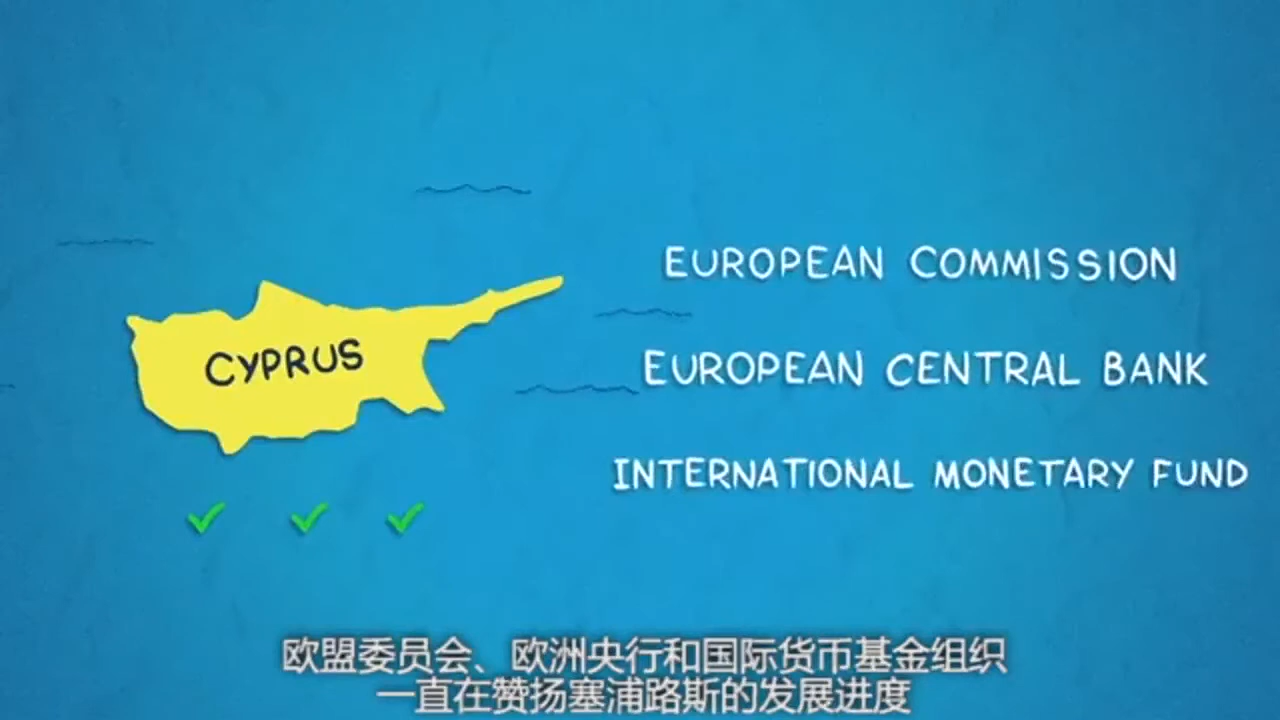 EUROPEAN COMMISSION
CYPRUS
EUROPEAN CENTRAL BANK
INTERNATIONAL MONETARY FUND
欧盟委员会、欧洲央行和国际货币基金组织
一直在赞扬塞浦路斯的发展进度